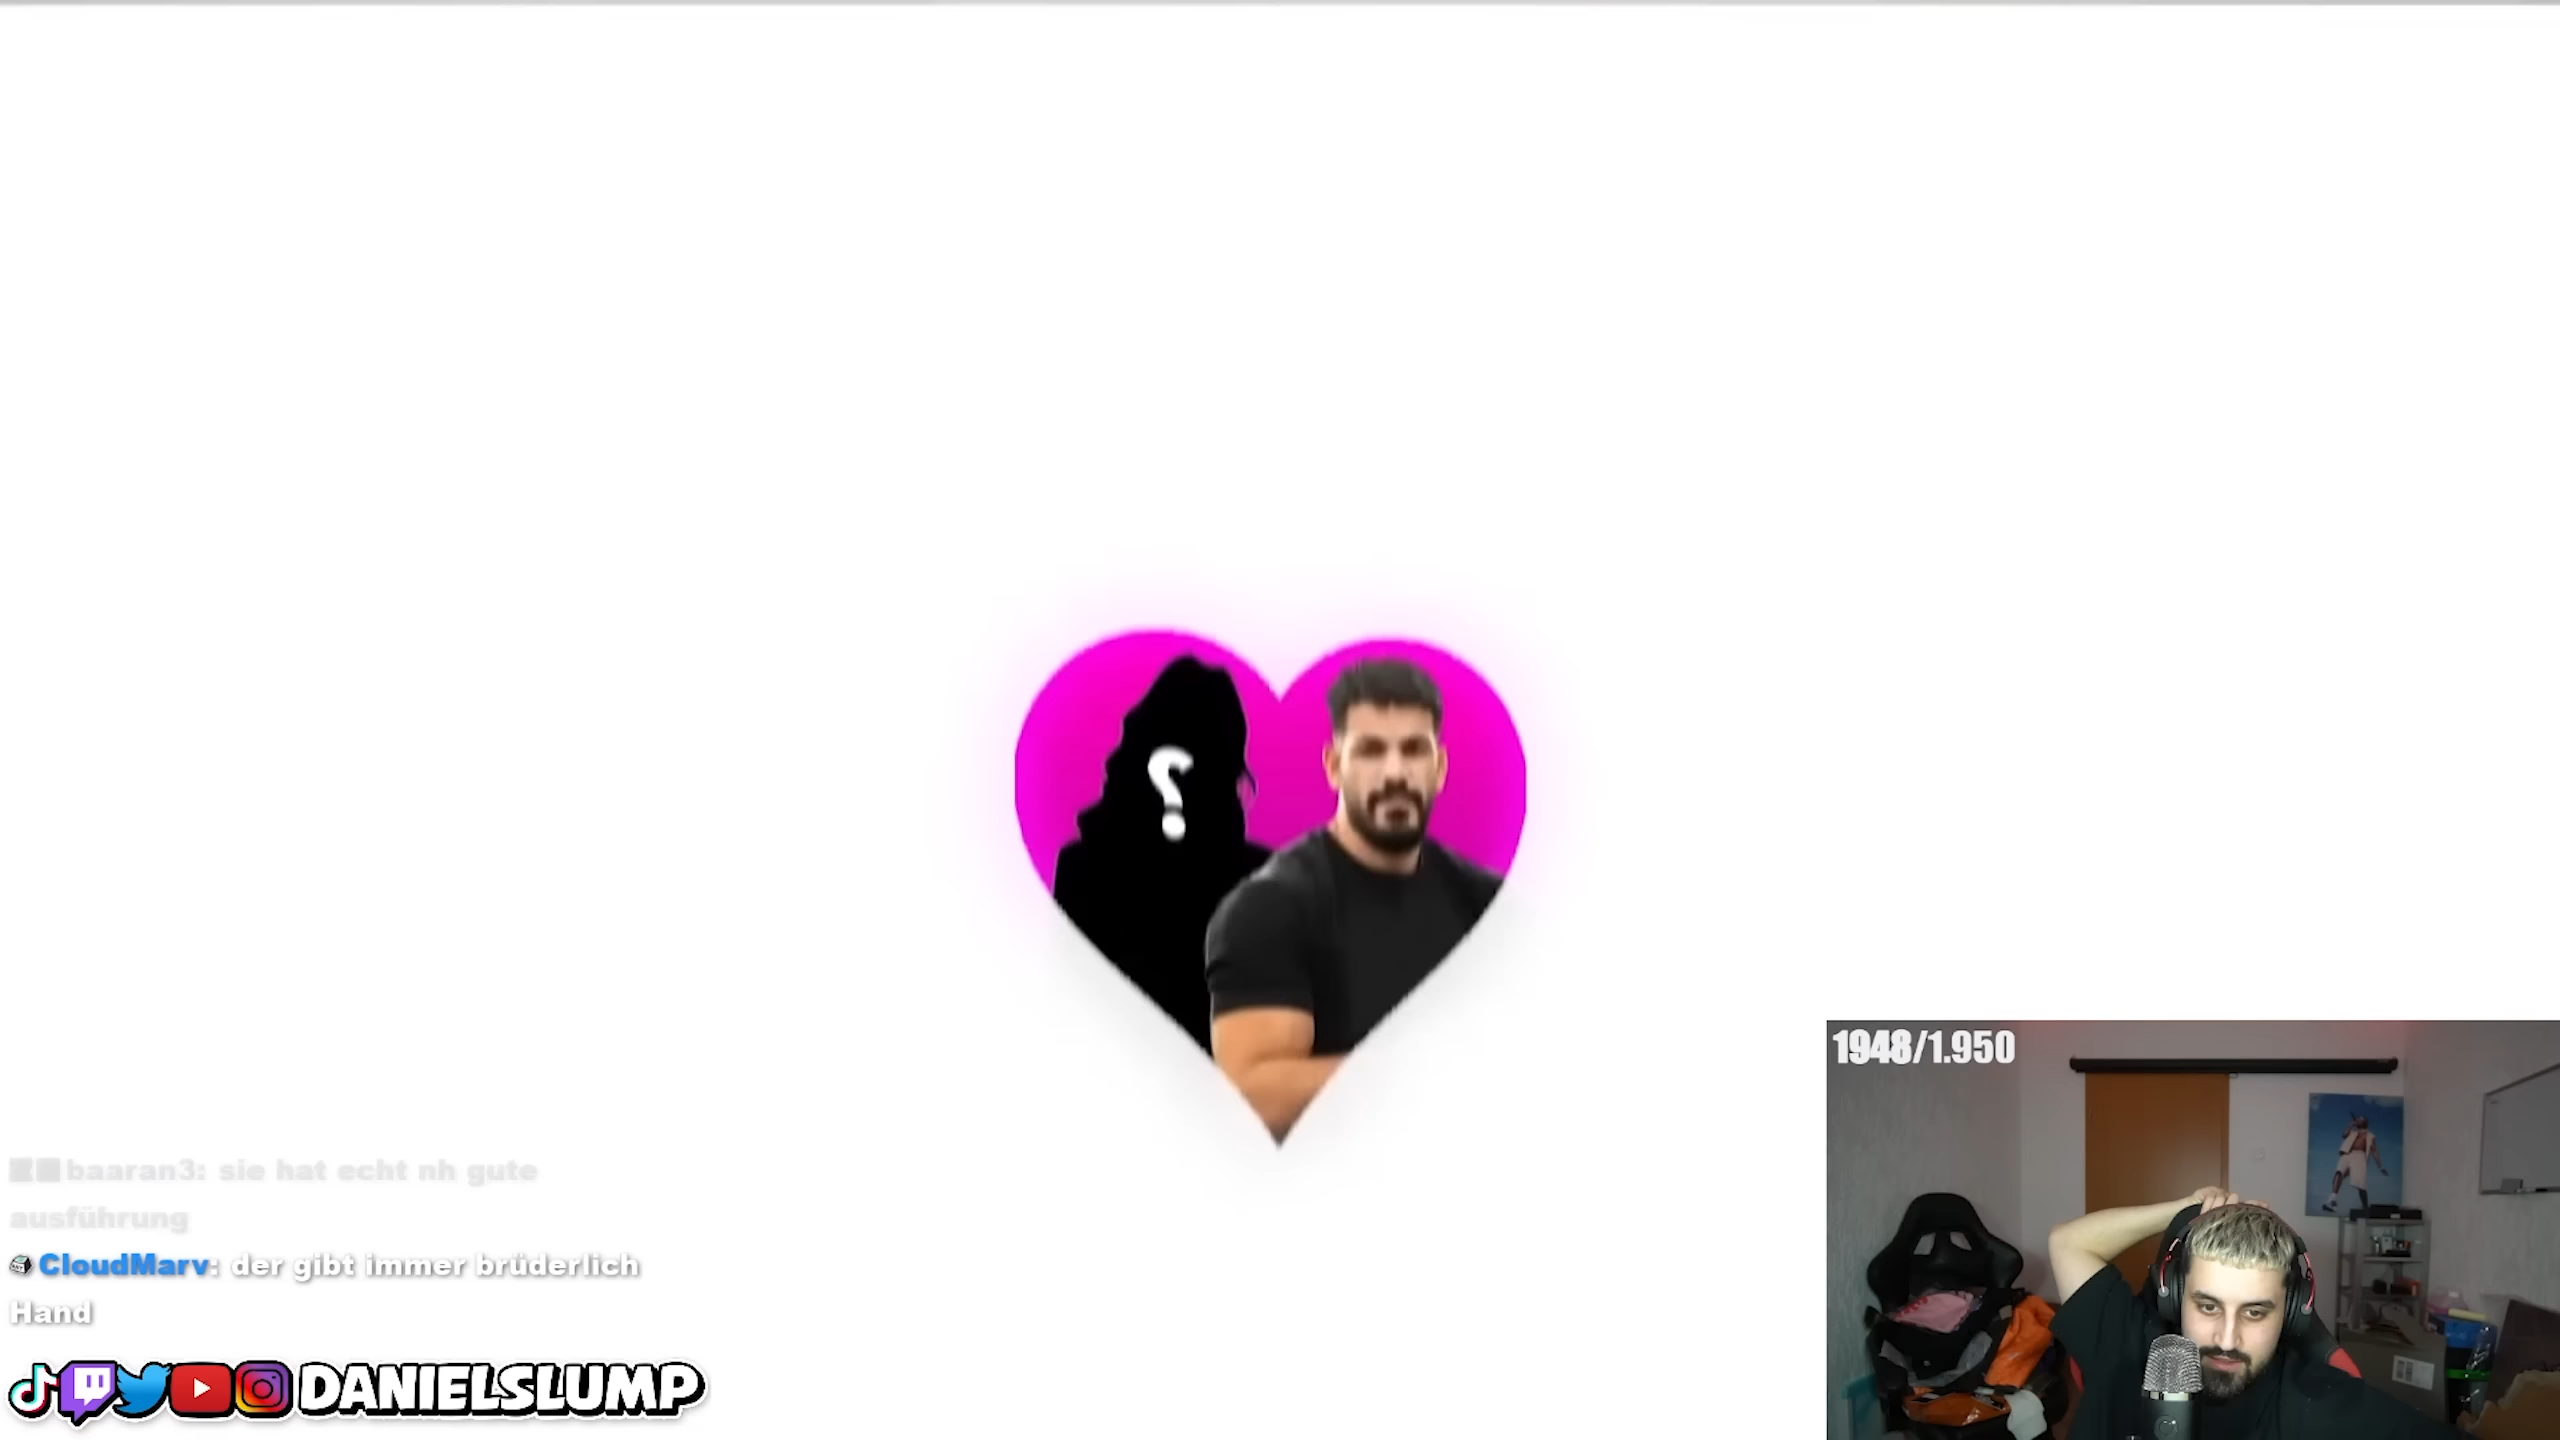 ?
1948/1.950
baaran3: sie hat echt nh gute
ausführung
CloudMarv: der gibt immer brüderlich
Hand
DANIELSLUMP